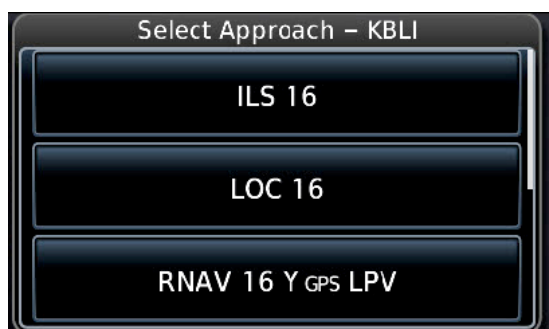 Select Approach – KBLI
ILS 16
LOC 16
RNAV 16 Y GPS LPV